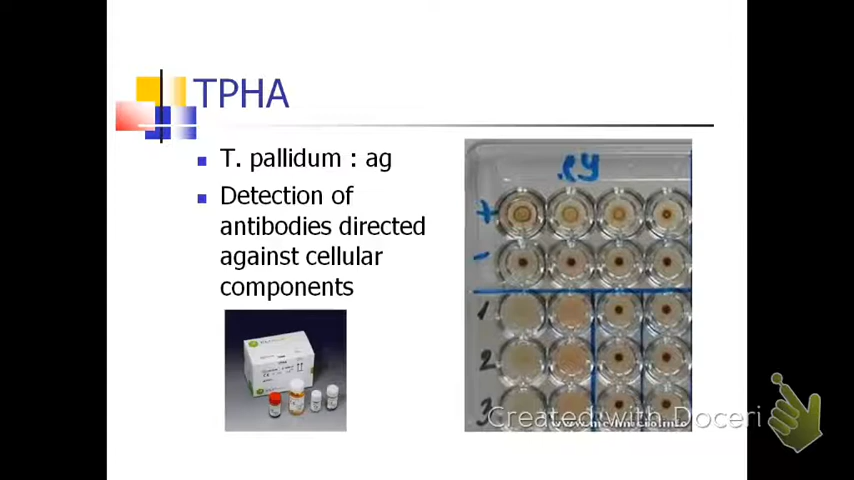 TPHA
T. pallidum : ag
Detection of
antibodies directed
against cellular
components
+
-
1
2
3
Created with Doceri